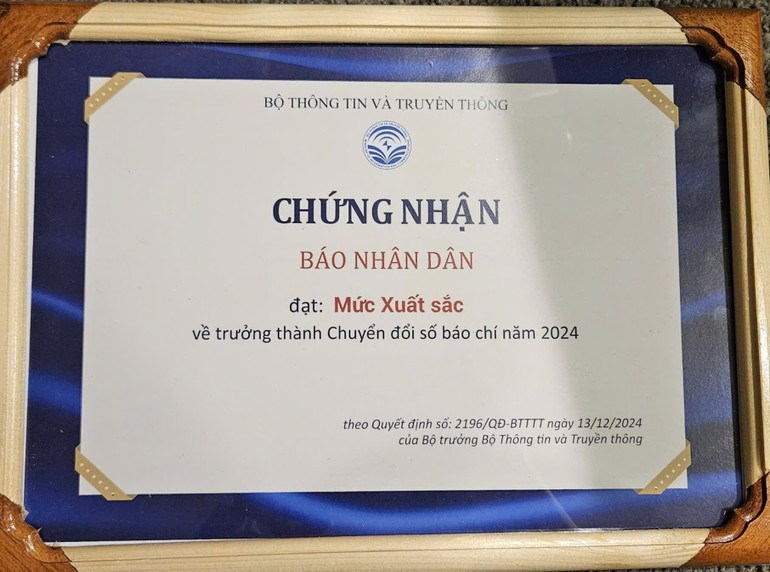 BỘ THÔNG TIN VÀ TRUYỀN THÔNG
CHỨNG NHẬN
BÁO NHÂN DÂN
đạt: Mức Xuất sắc
về trưởng thành Chuyển đổi số báo chí năm 2024
theo Quyết định số: 2196/QĐ-BTTTT ngày 13/12/2024
của Bộ trưởng Bộ Thông tin và Truyền thông